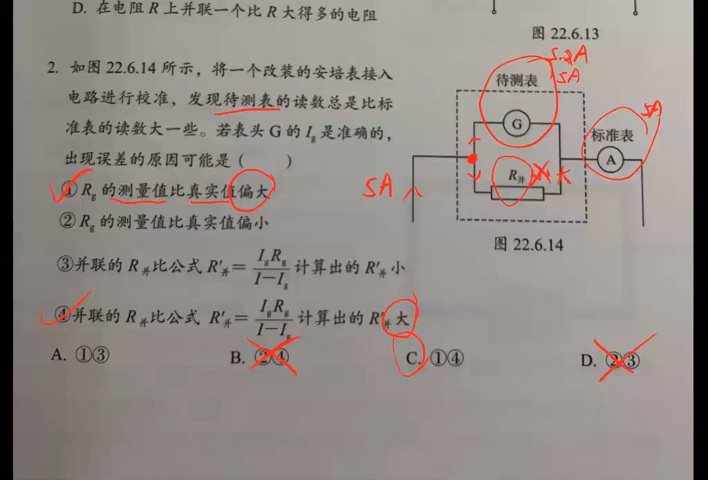 D. 在电阻 R 上并联一个比 R 大得多的电阻
图 22.6.13
2. 如图 22.6.14 所示，将一个改装的安培表接入
电路进行校准，发现待测表的读数总是比标
准表的读数大一些。若表头 G 的 Ig 是准确的，
出现误差的原因可能是（　　）
① Rg 的测量值比真实值偏大
② Rg 的测量值比真实值偏小
③并联的 R并比公式 R'并＝IgRg/(I－Ig) 计算出的 R'并小
④并联的 R并比公式 R'并＝IgRg/(I－Ig) 计算出的 R'并大
A. ①③ B. ②④ C. ①④ D. ②③
5.2A
5A
待测表
G
5A
标准表
A
R并
5A
图 22.6.14